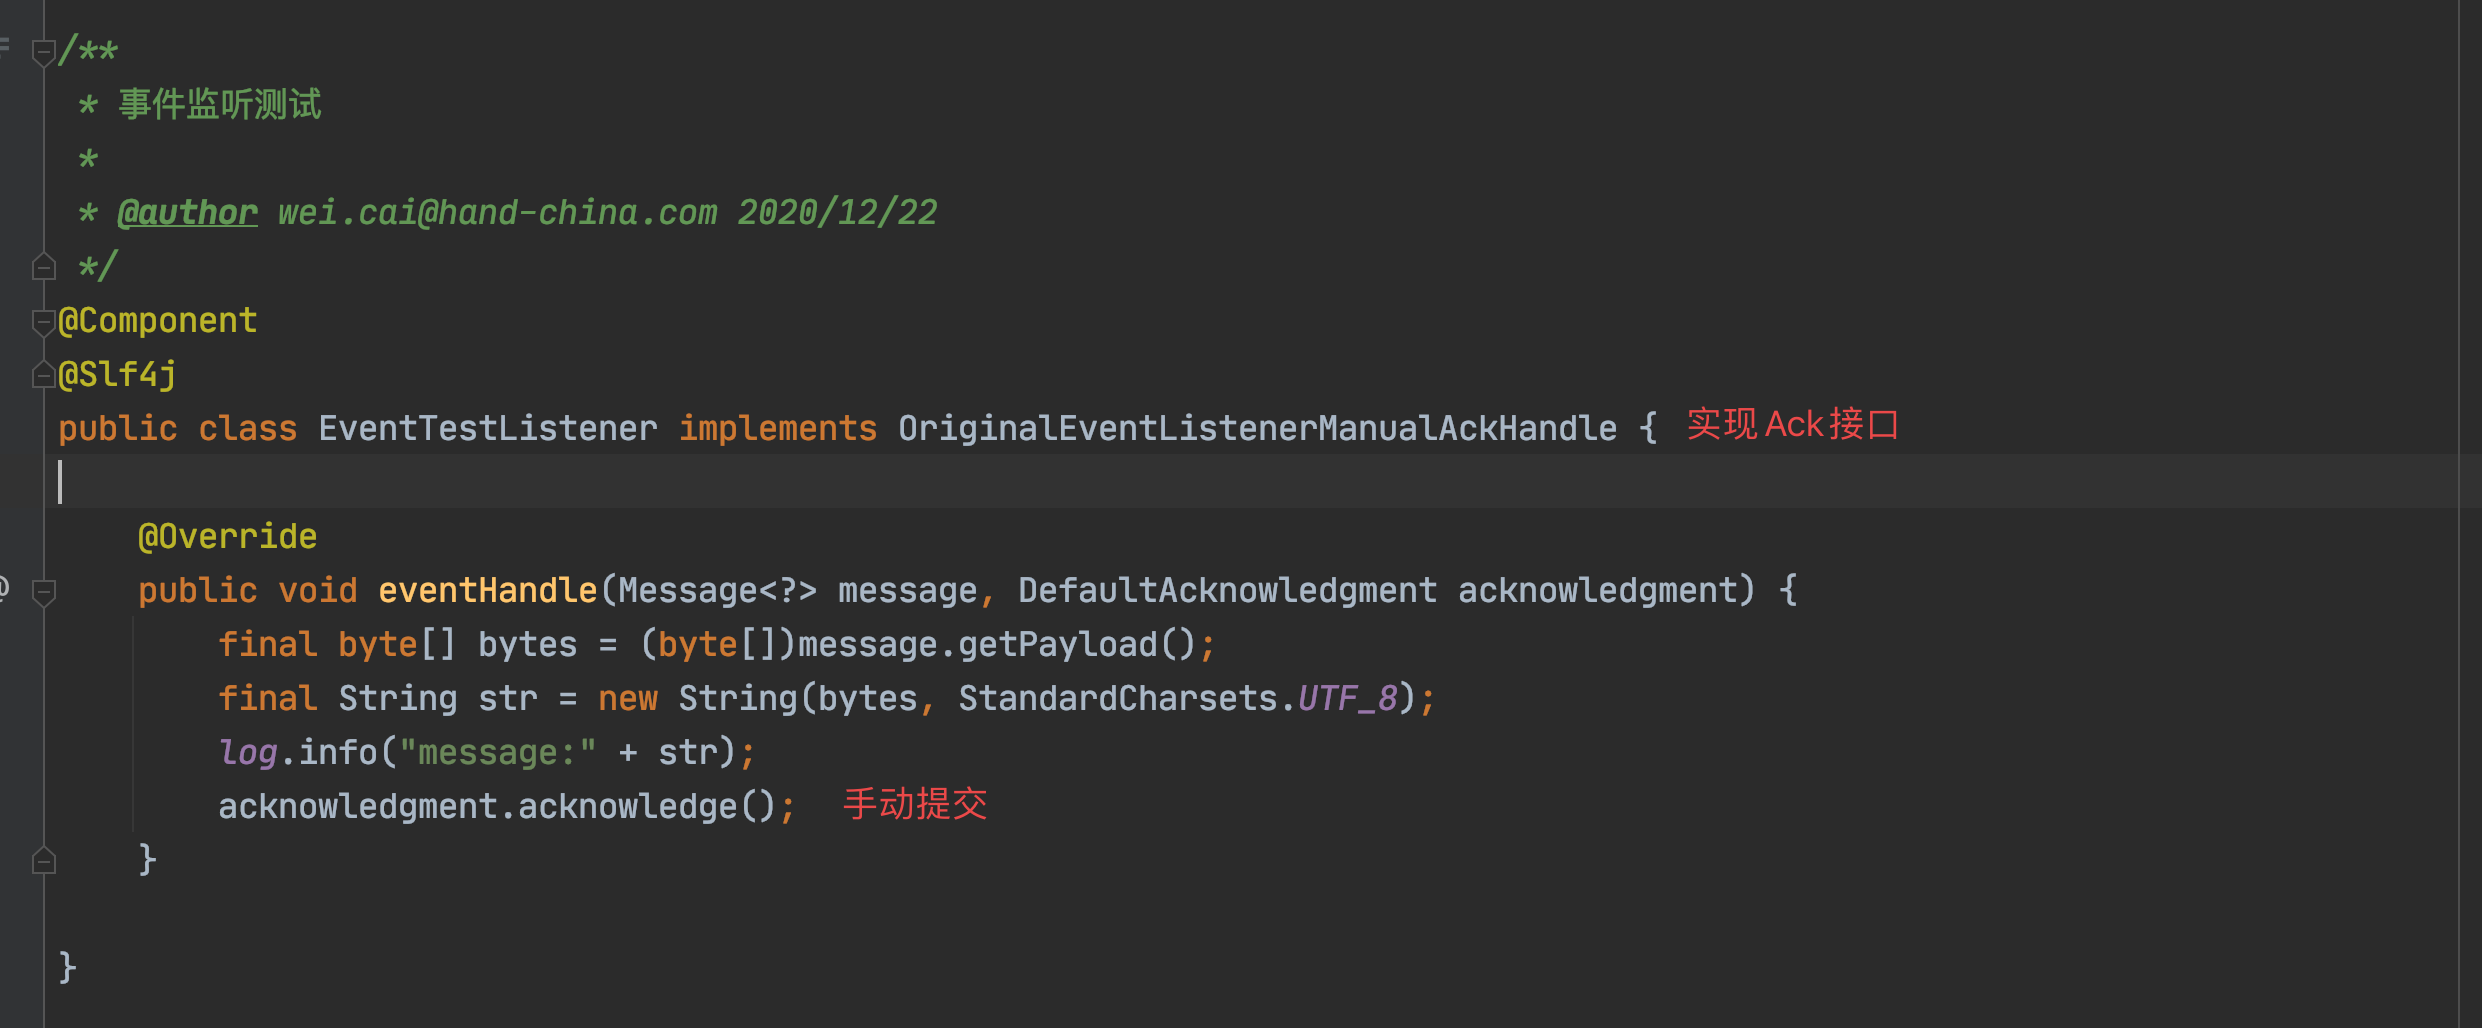 /**
* 事件监听测试
*
* @author wei.cai@hand-china.com 2020/12/22
*/
@Component
@Slf4j
public class EventTestListener implements OriginalEventListenerManualAckHandle { 实现Ack接口
@Override
public void eventHandle(Message<?> message, DefaultAcknowledgment acknowledgment) {
final byte[] bytes = (byte[])message.getPayload();
final String str = new String(bytes, StandardCharsets.UTF_8);
log.info("message:" + str);
acknowledgment.acknowledge(); 手动提交
}
}